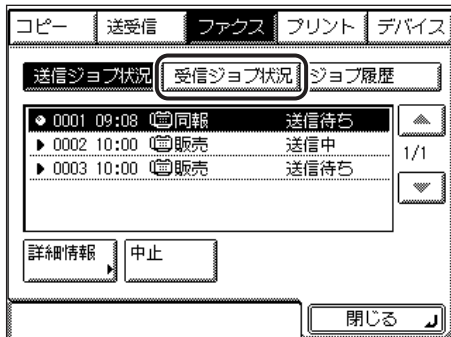 コピー 送受信 ファクス プリント デバイス
送信ジョブ状況 受信ジョブ状況 ジョブ履歴
0001 09:08 同報 送信待ち
0002 10:00 販売 送信中
0003 10:00 販売 送信待ち
1/1
詳細情報 中止
閉じる